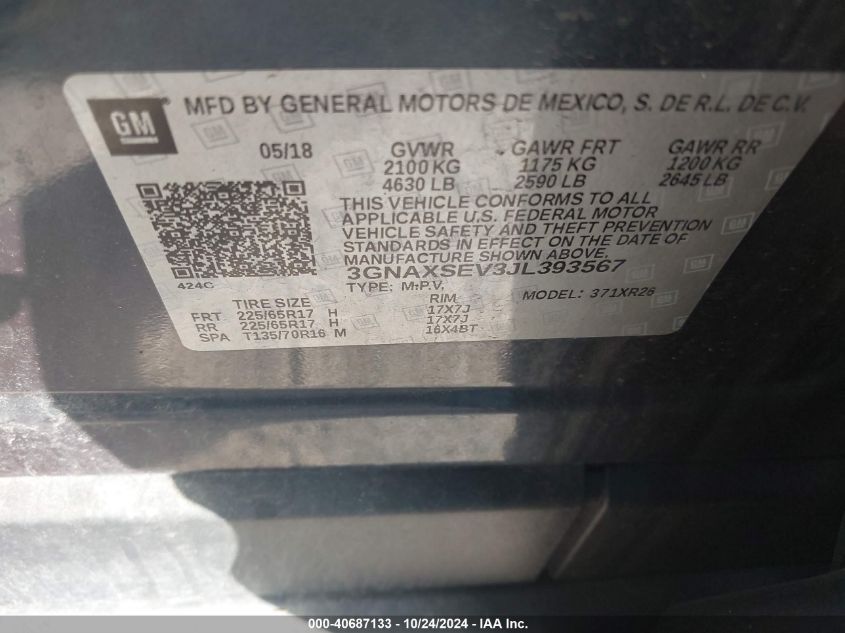 GM MFD BY GENERAL MOTORS DE MEXICO, S. DE R.L. DE C.V.
05/18 GVWR GAWR FRT GAWR RR
2100 KG 1175 KG 1200 KG
4630 LB 2590 LB 2645 LB
THIS VEHICLE CONFORMS TO ALL
APPLICABLE U.S. FEDERAL MOTOR
VEHICLE SAFETY AND THEFT PREVENTION
STANDARDS IN EFFECT ON THE DATE OF
MANUFACTURE SHOWN ABOVE.
424C 3GNAXSEV3JL393567
TYPE: M.P.V. MODEL: 371XR26
TIRE SIZE RIM
FRT 225/65R17 H 17X7J
RR 225/65R17 H 17X7J
SPA T135/70R16 M 16X4BT
000-40687133 - 10/24/2024 - IAA Inc.